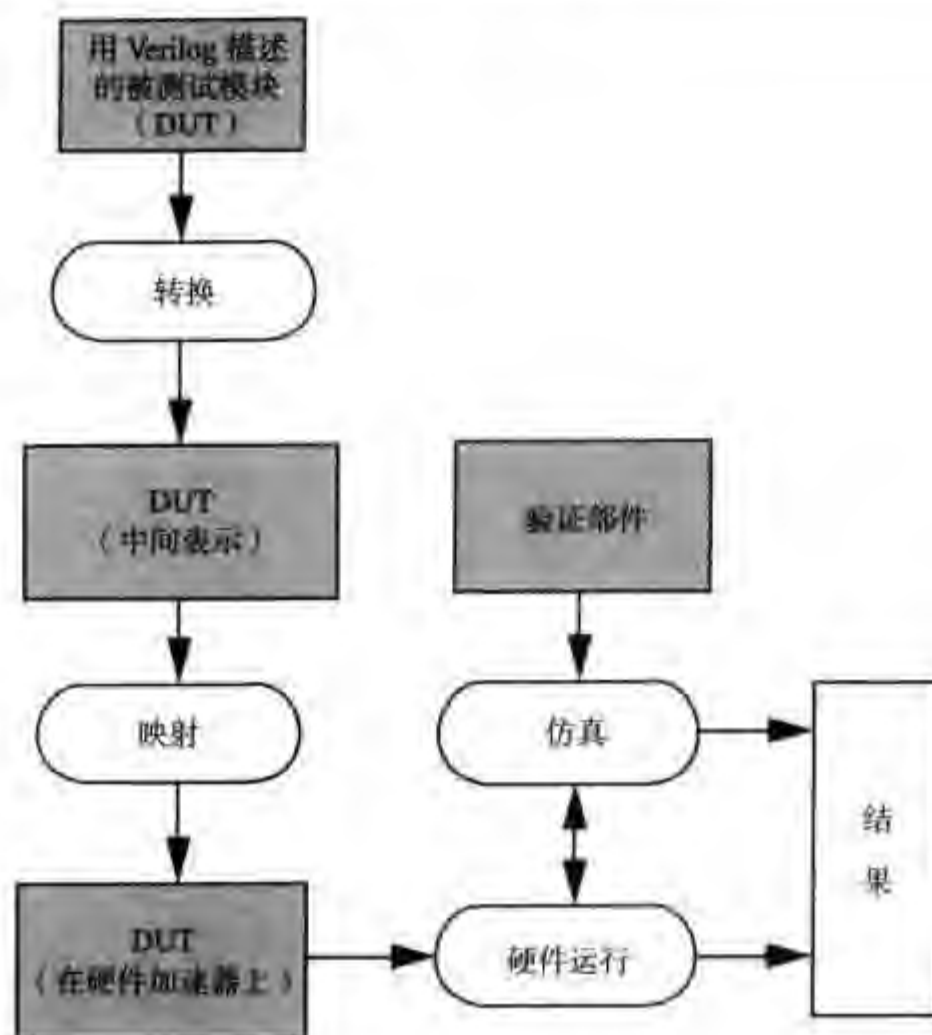 用 Verilog 描述
的被测试模块
（DUT）
转换
DUT
（中间表示）
验证部件
映射
仿真
结
果
DUT
（在硬件加速器上）
硬件运行